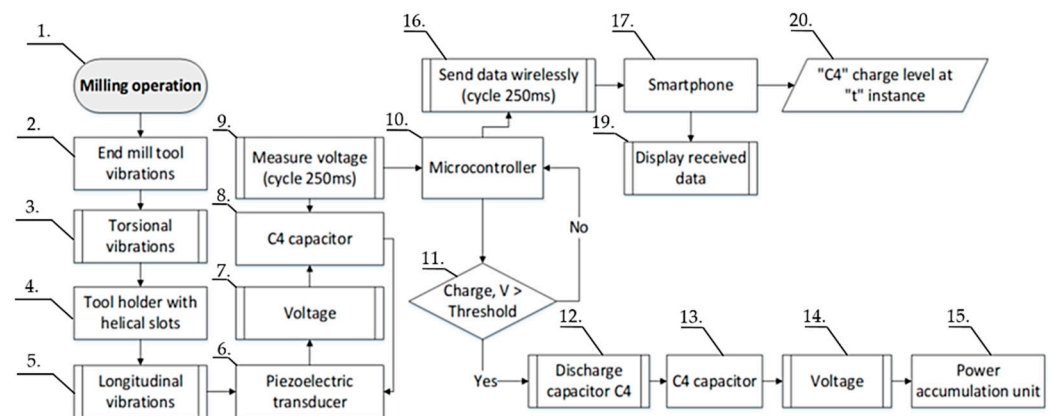 1.
Milling operation
2.
End mill tool
vibrations
3.
Torsional
vibrations
4.
Tool holder with
helical slots
5.
Longitudinal
vibrations
6.
Piezoelectric
transducer
7.
Voltage
8.
C4 capacitor
9.
Measure voltage
(cycle 250ms)
10.
Microcontroller
11.
Charge, V >
Threshold
No
Yes
12.
Discharge
capacitor C4
13.
C4 capacitor
14.
Voltage
15.
Power
accumulation unit
16.
Send data wirelessly
(cycle 250ms)
17.
Smartphone
19.
Display received
data
20.
"C4" charge level at
"t" instance